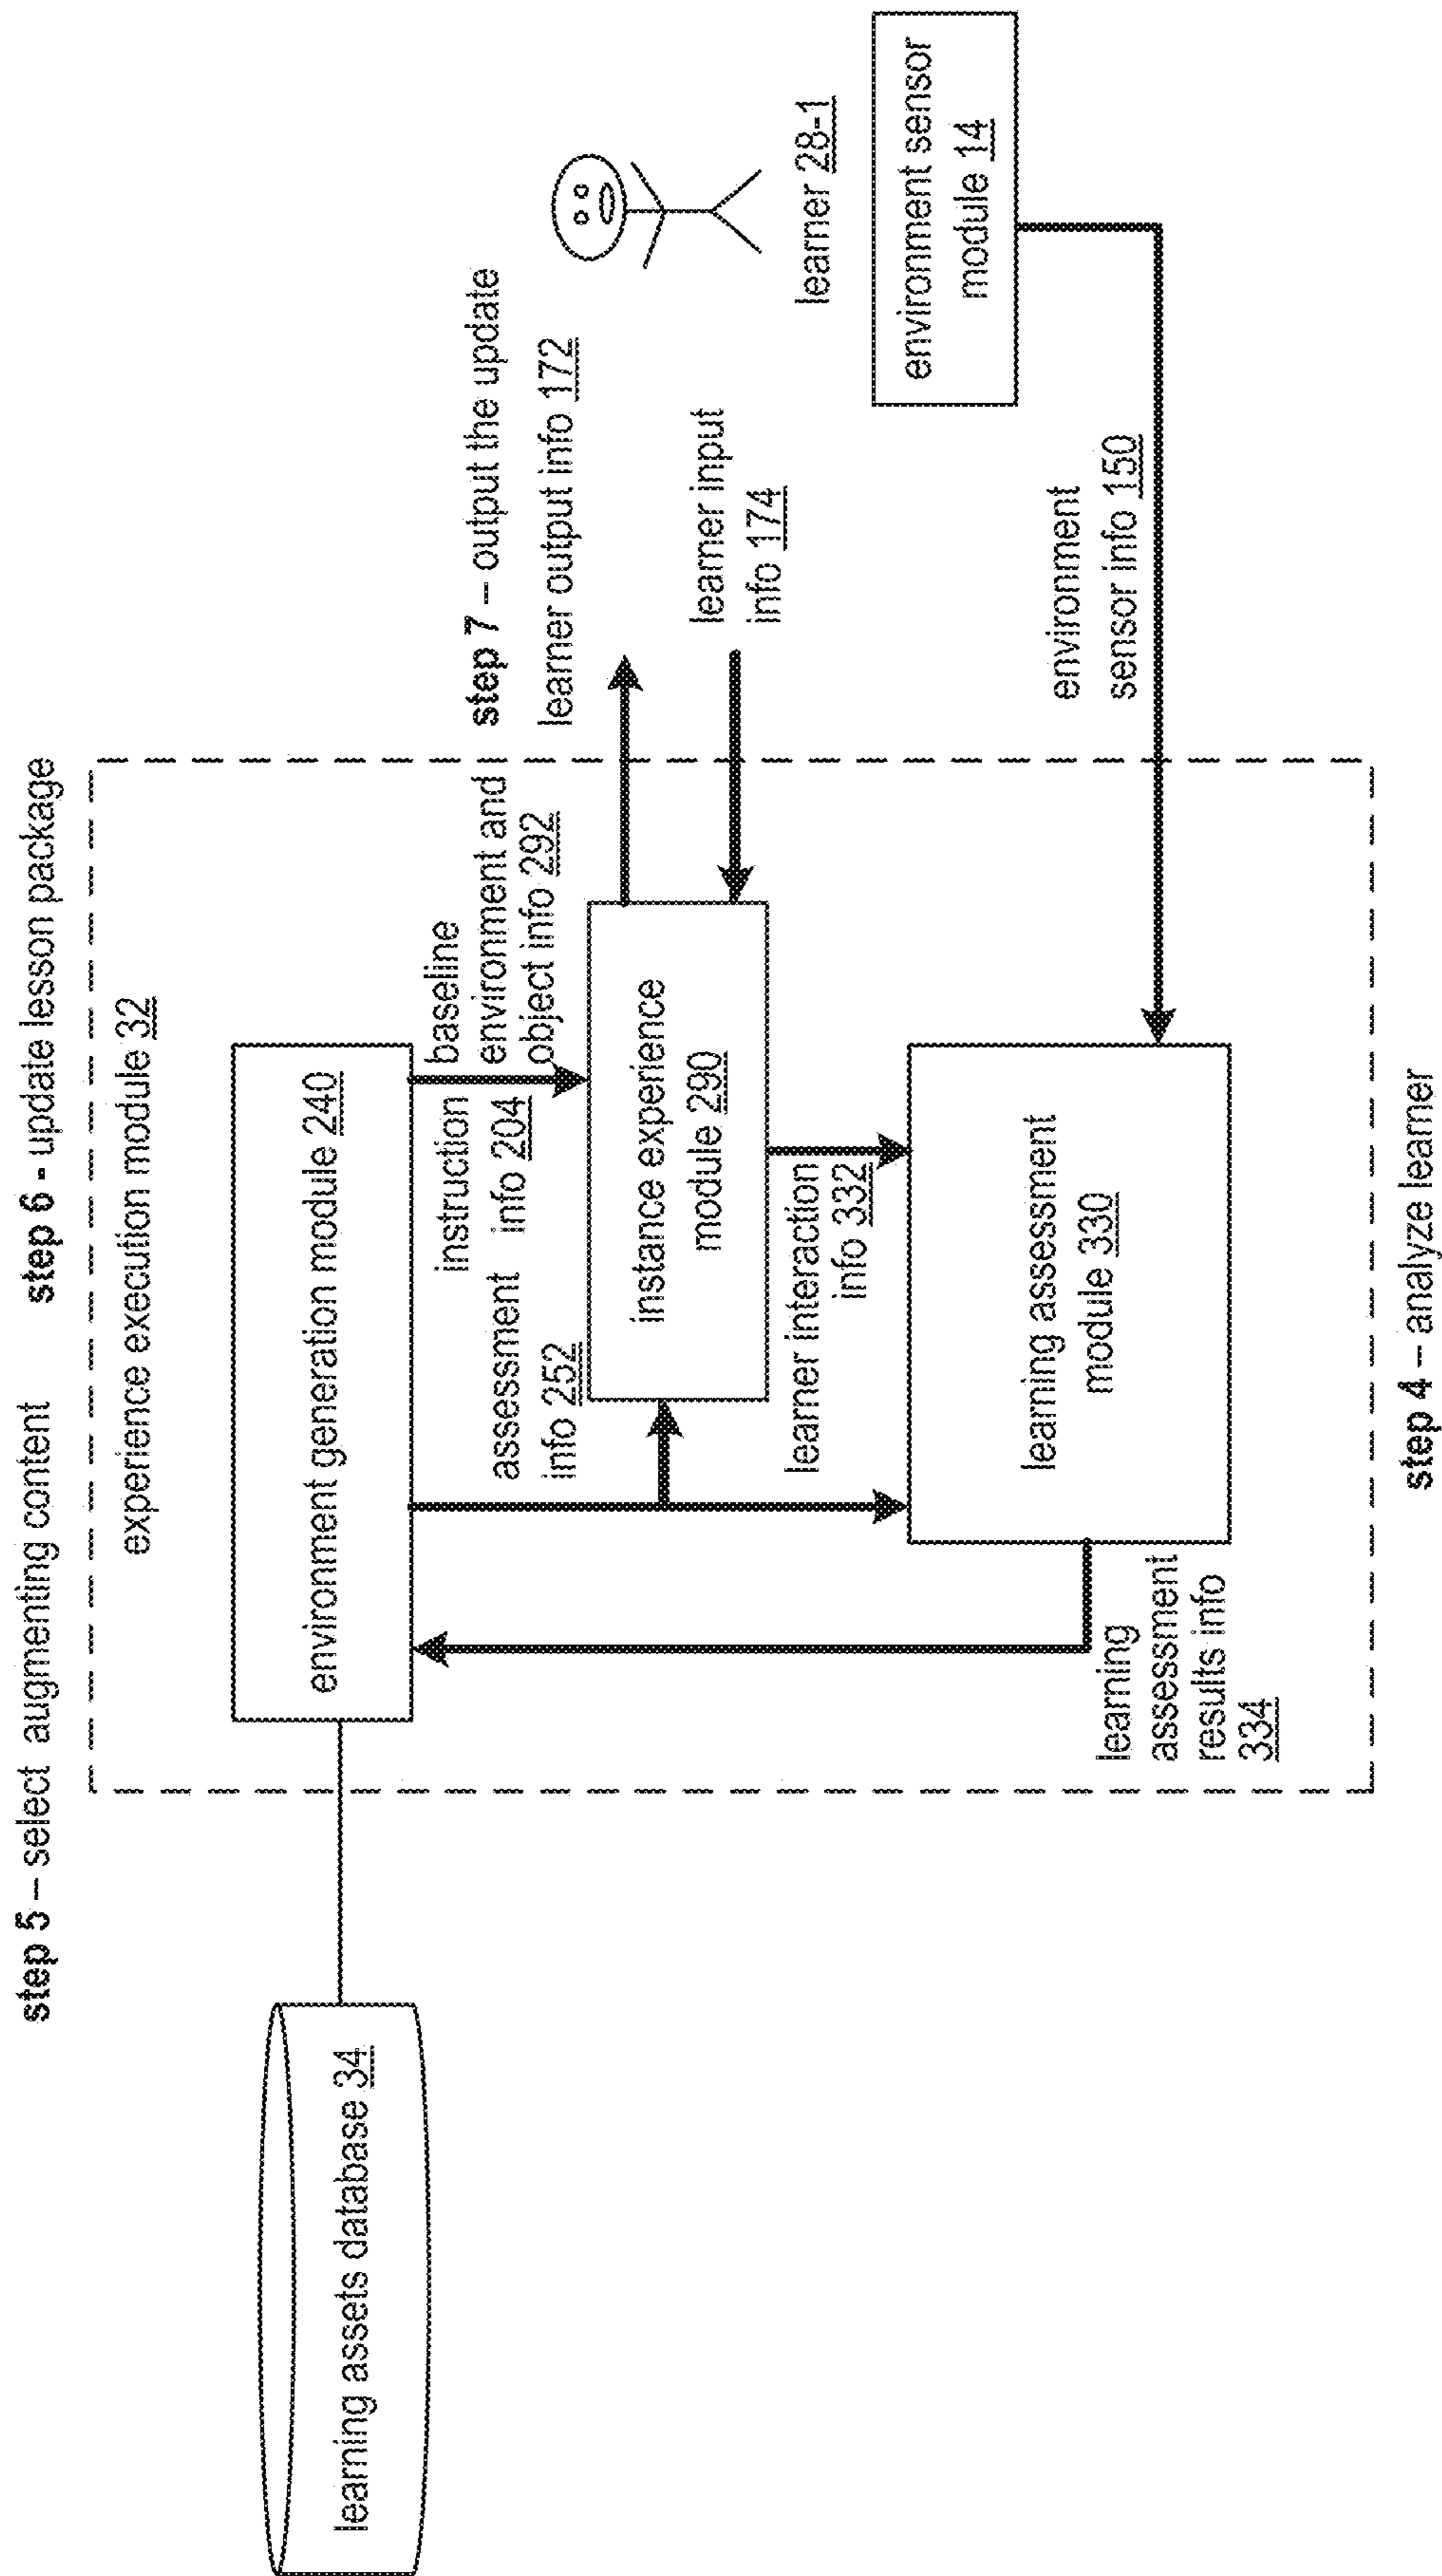 step 5 – select augmenting content
step 6 - update lesson package
experience execution module 32
learning assets database 34
environment generation module 240
baseline
environment and
object info 292
instruction
info 204
assessment
info 252
step 7 – output the update
learner output info 172
learner input
info 174
instance experience
module 290
learner 28-1
learner interaction
info 332
environment sensor
module 14
learning assessment
module 330
environment
sensor info 150
learning
assessment
results info
334
step 4 – analyze learner